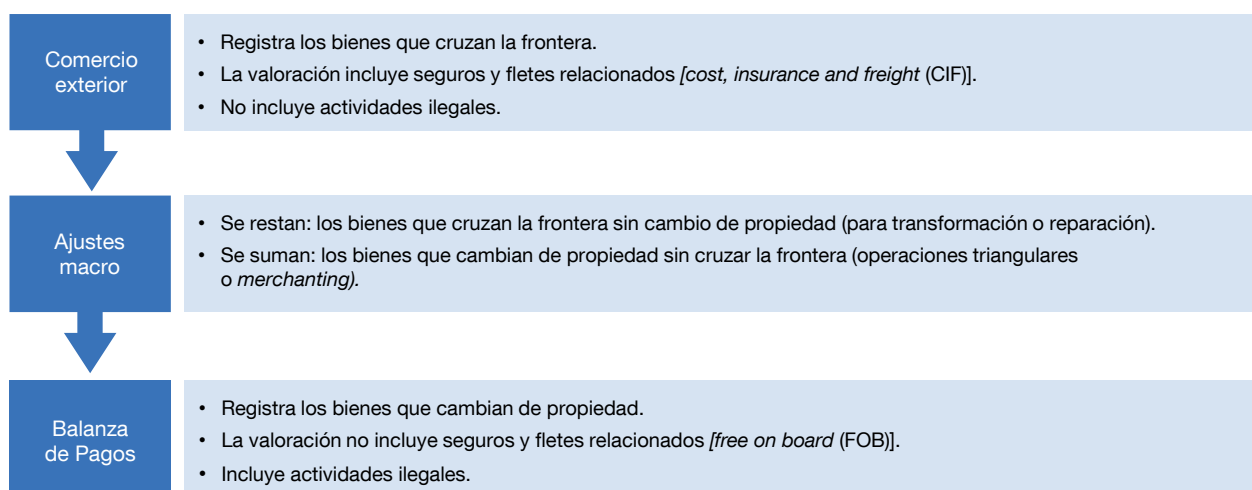 Comercio
exterior
• Registra los bienes que cruzan la frontera.
• La valoración incluye seguros y fletes relacionados [cost, insurance and freight (CIF)].
• No incluye actividades ilegales.
Ajustes
macro
• Se restan: los bienes que cruzan la frontera sin cambio de propiedad (para transformación o reparación).
• Se suman: los bienes que cambian de propiedad sin cruzar la frontera (operaciones triangulares
o merchanting).
Balanza
de Pagos
• Registra los bienes que cambian de propiedad.
• La valoración no incluye seguros y fletes relacionados [free on board (FOB)].
• Incluye actividades ilegales.